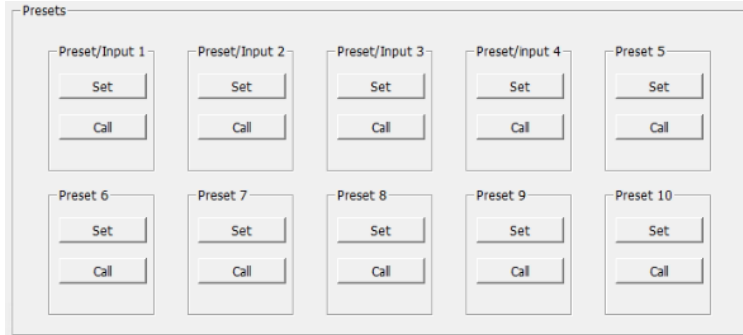 Presets
Preset/Input 1 Preset/Input 2 Preset/Input 3 Preset/input 4 Preset 5
Set Set Set Set Set
Call Call Call Call Call
Preset 6 Preset 7 Preset 8 Preset 9 Preset 10
Set Set Set Set Set
Call Call Call Call Call